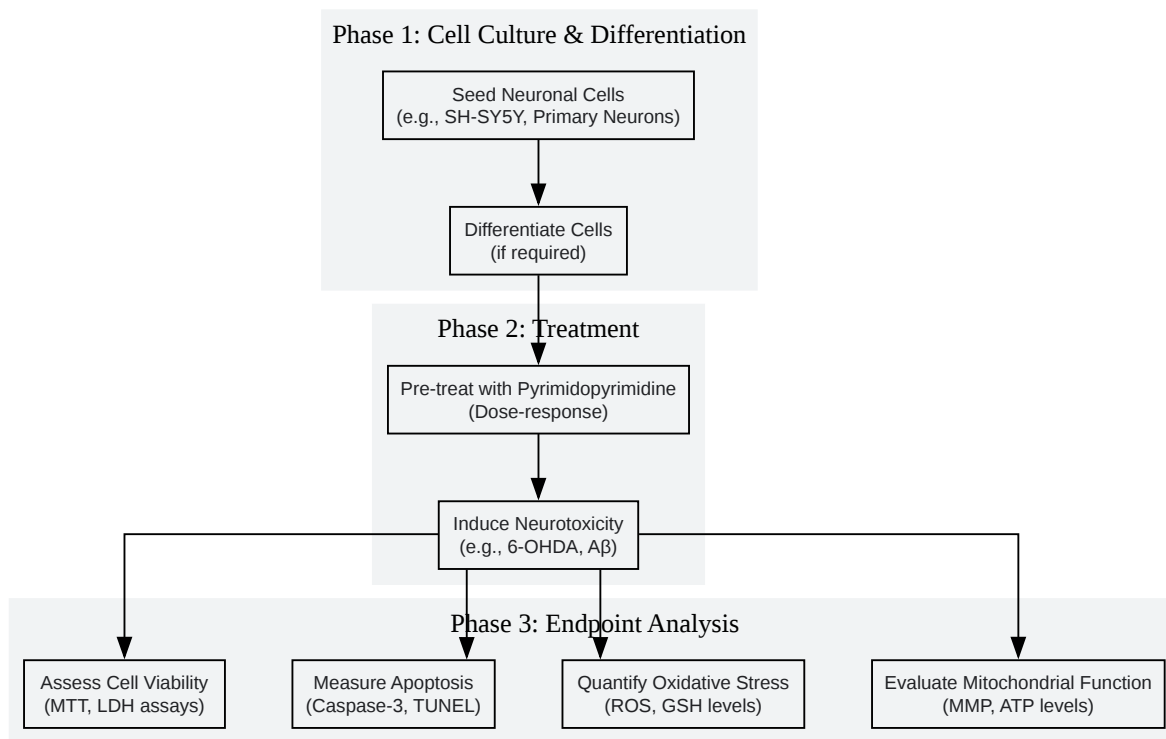 Phase 1: Cell Culture & Differentiation
Seed Neuronal Cells
(e.g., SH-SY5Y, Primary Neurons)
Differentiate Cells
(if required)
Phase 2: Treatment
Pre-treat with Pyrimidopyrimidine
(Dose-response)
Induce Neurotoxicity
(e.g., 6-OHDA, Aβ)
Phase 3: Endpoint Analysis
Assess Cell Viability
(MTT, LDH assays)
Measure Apoptosis
(Caspase-3, TUNEL)
Quantify Oxidative Stress
(ROS, GSH levels)
Evaluate Mitochondrial Function
(MMP, ATP levels)